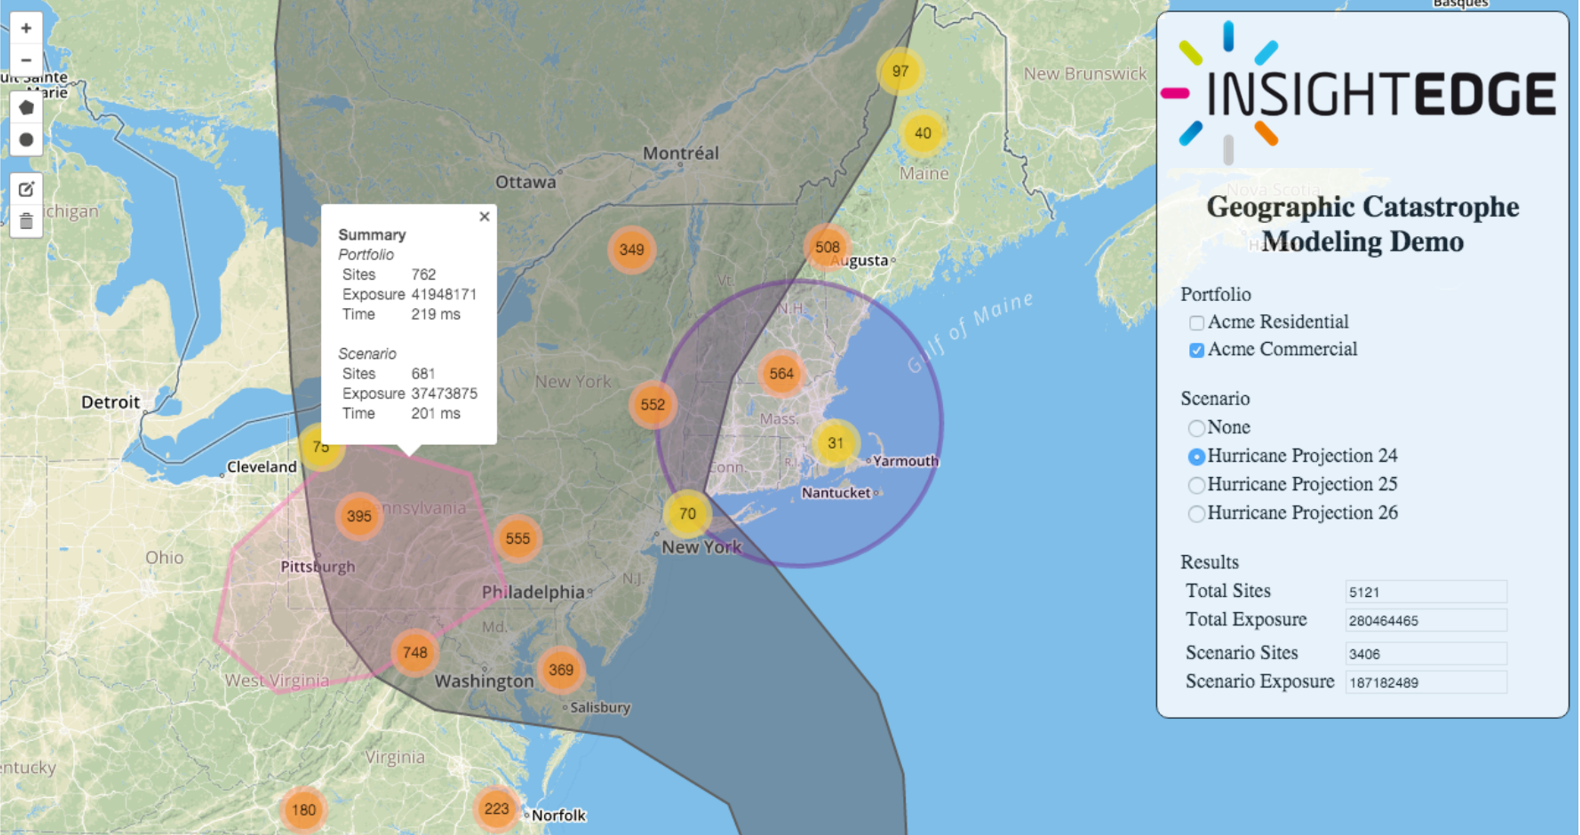 Basques
+
−
Marie
ichigan
Detroit
Cleveland
Ohio
entucky
97
New Brunswick
40
Maine
Montréal
Ottawa
349
508
Augusta
Vt.
N.H.
Gulf of Maine
×
Summary
Portfolio
Sites 762
Exposure 41948171
Time 219 ms
Scenario
Sites 681
Exposure 37473875
Time 201 ms
New York
552
564
Mass.
31
Conn.
R.I.
Yarmouth
Nantucket
75
395
nnsylvania
555
70
New York
Pittsburgh
Philadelphia
N.J.
Md.
748
369
West Virginia
Washington
Salisbury
Virginia
180
223
Norfolk
INSIGHTEDGE
Nova Scotia
Geographic Catastrophe
Modeling Demo
Portfolio
Acme Residential
Acme Commercial
Scenario
None
Hurricane Projection 24
Hurricane Projection 25
Hurricane Projection 26
Results
Total Sites 5121
Total Exposure 280464465
Scenario Sites 3406
Scenario Exposure 187182489